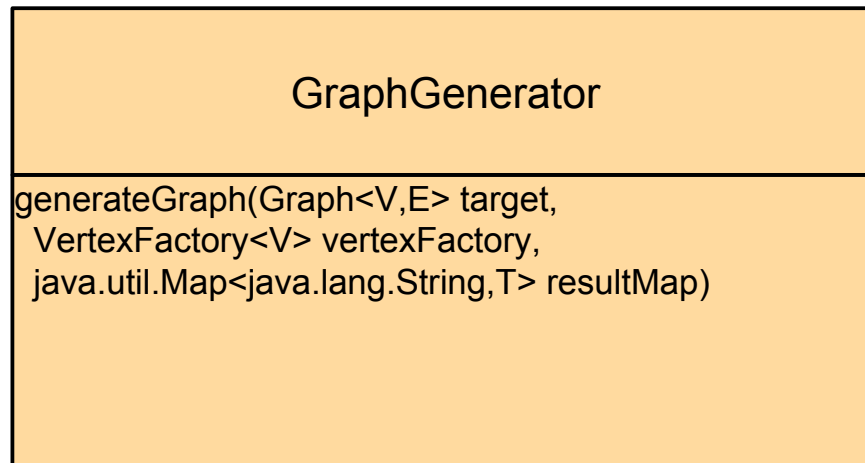 GraphGenerator
generateGraph(Graph<V,E> target,
VertexFactory<V> vertexFactory,
java.util.Map<java.lang.String,T> resultMap)